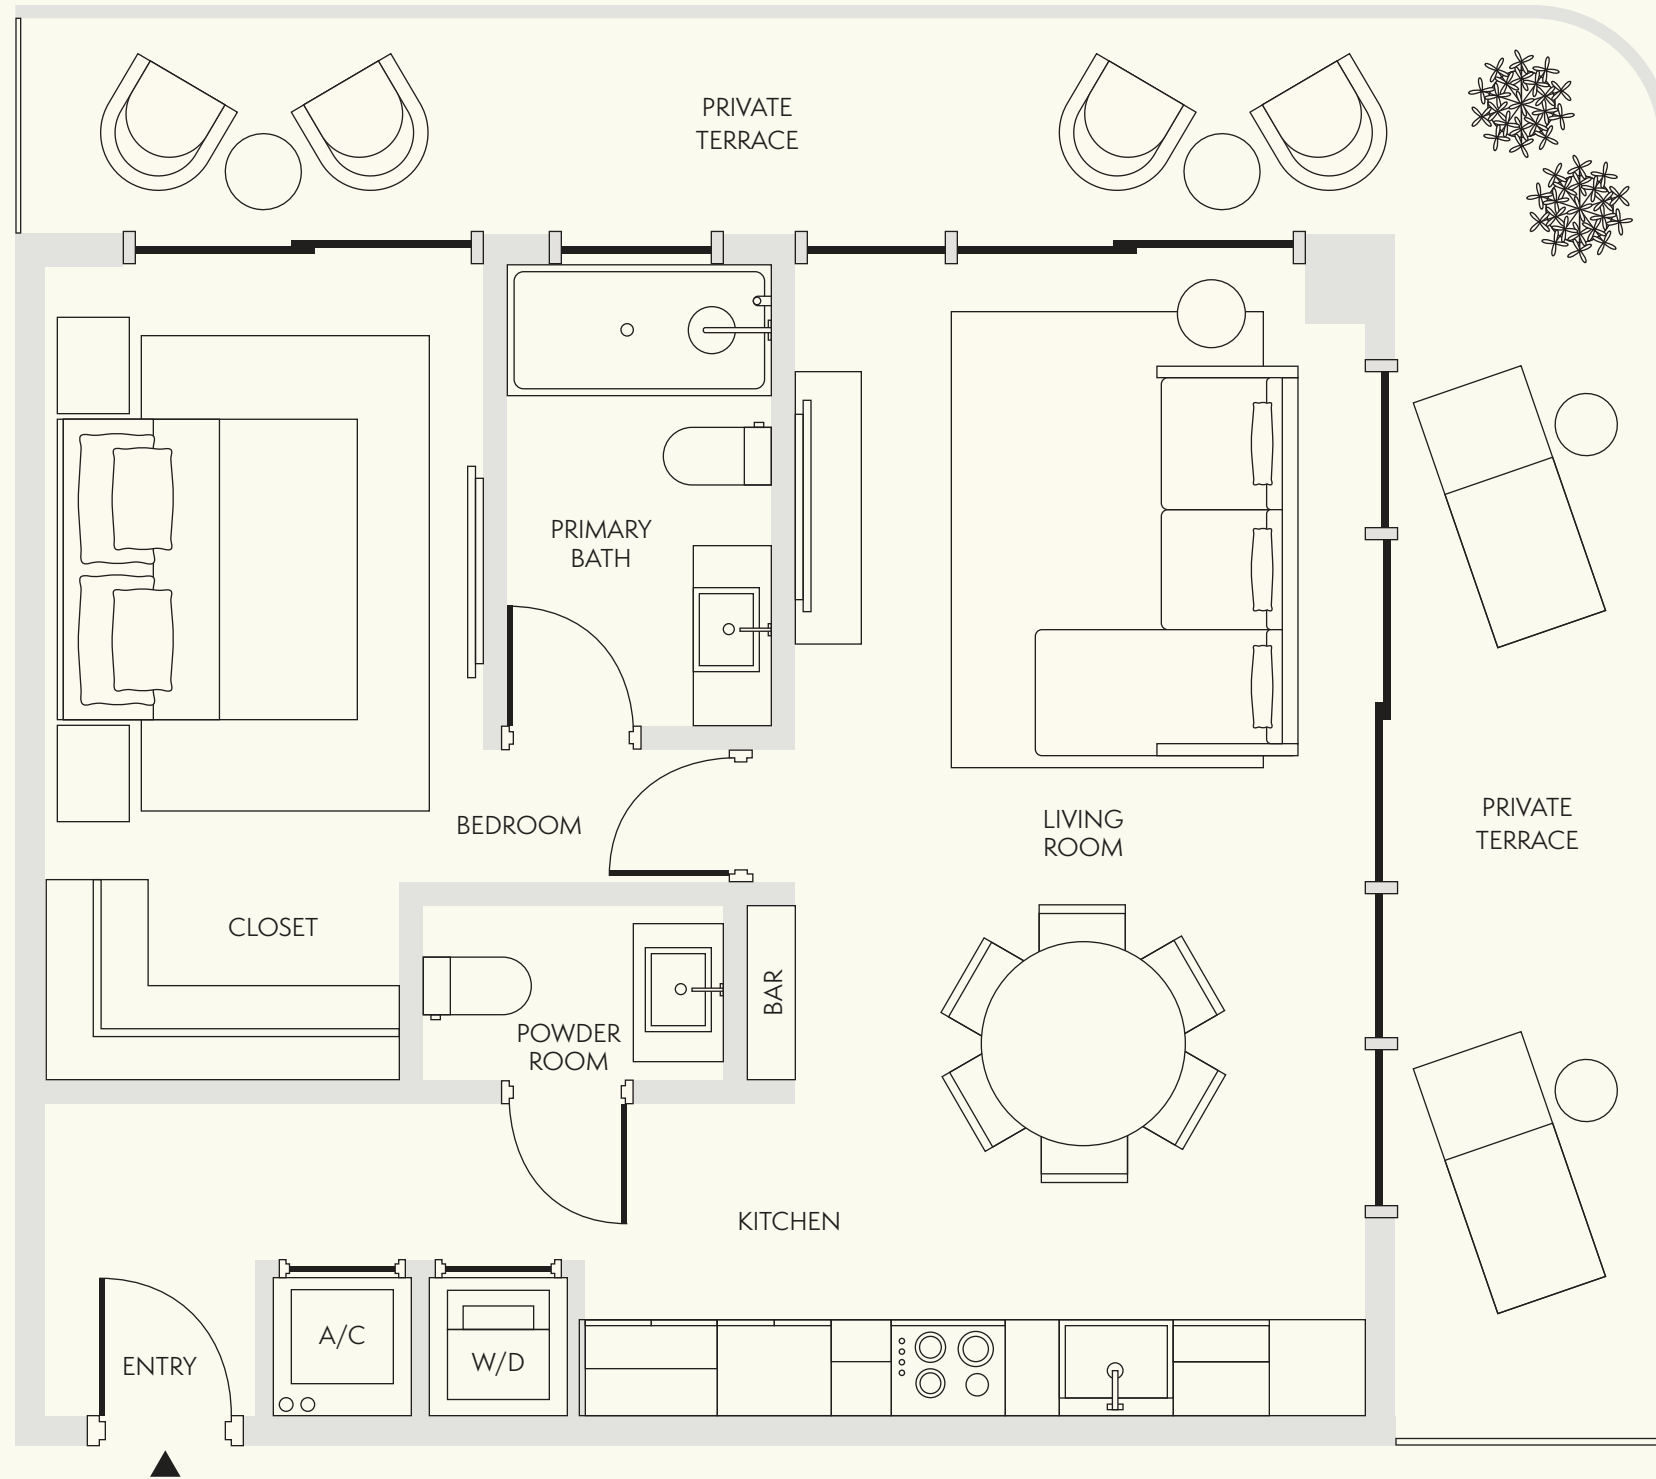 PRIVATE
TERRACE
PRIMARY
BATH
BEDROOM
LIVING
ROOM
PRIVATE
TERRACE
CLOSET
BAR
POWDER
ROOM
KITCHEN
A/C
W/D
ENTRY